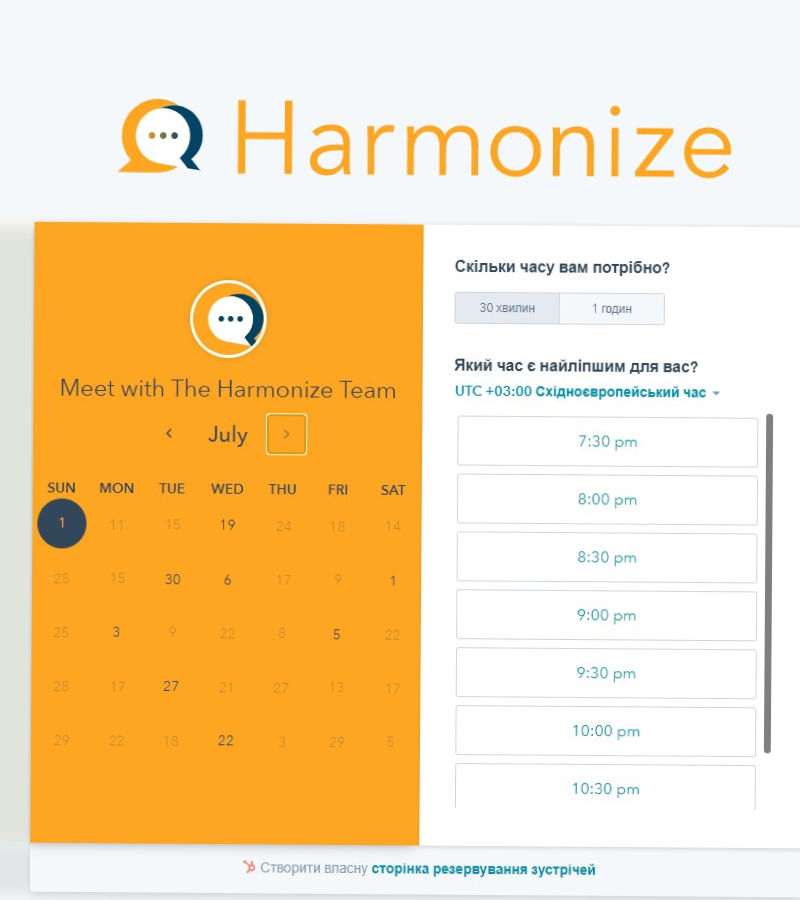 Harmonize
Meet with The Harmonize Team
July
SUN MON TUE WED THU FRI SAT
1 11 15 19 24 18 14
25 15 30 6 17 9 1
25 3 9 22 8 5 22
28 17 27 21 27 13 17
29 22 18 22 3 29 5
Скільки часу вам потрібно?
30 хвилин 1 годин
Який час є найліпшим для вас?
UTC +03:00 Східноєвропейський час
7:30 pm
8:00 pm
8:30 pm
9:00 pm
9:30 pm
10:00 pm
10:30 pm
Створити власну сторінка резервування зустрічей